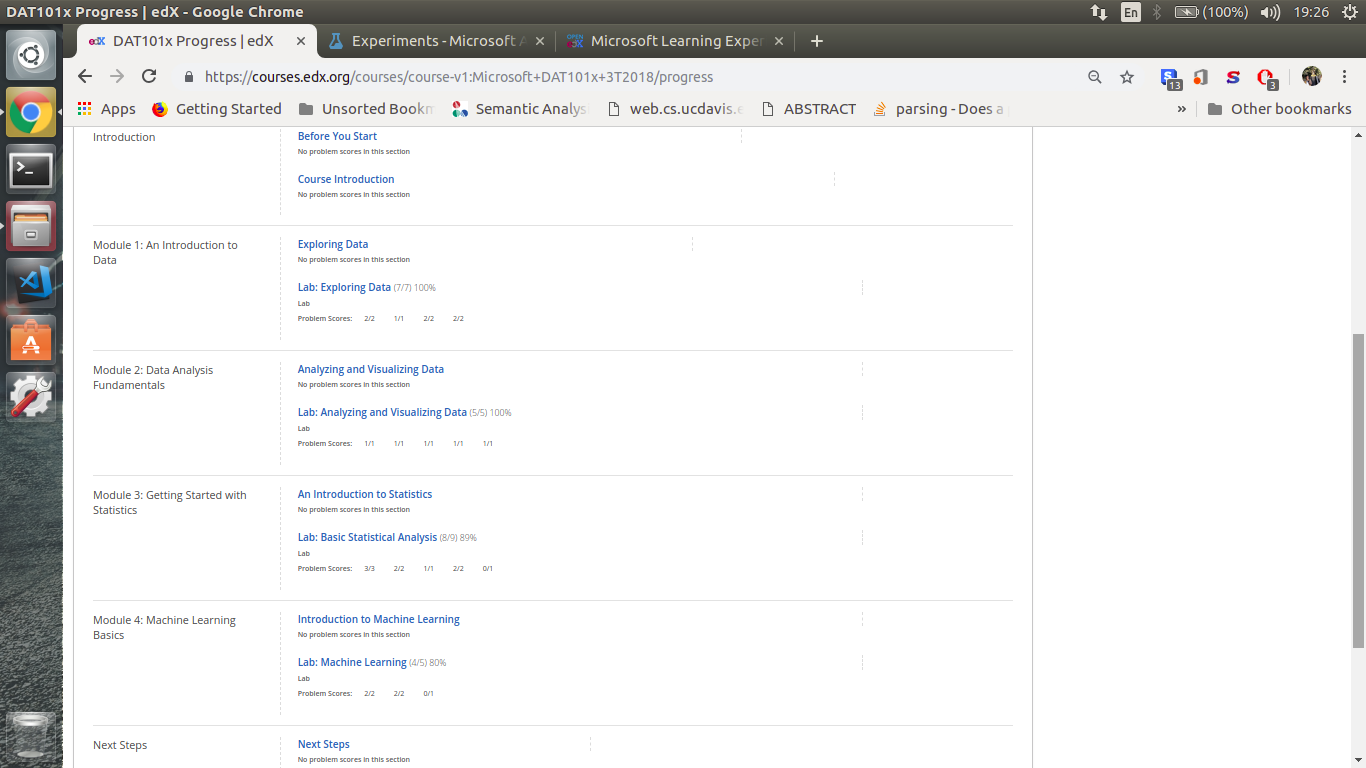 DAT101x Progress | edX - Google Chrome
En
(100%)
19:26
edX
DAT101x Progress | edX
Experiments - Microsoft A
OPEN edX
Microsoft Learning Exper
https://courses.edx.org/courses/course-v1:Microsoft+DAT101x+3T2018/progress
13
3
Apps
Getting Started
Unsorted Bookm
Semantic Analys
web.cs.ucdavis.e
ABSTRACT
parsing - Does a
»
Other bookmarks
Introduction
Before You Start
No problem scores in this section
Course Introduction
No problem scores in this section
Module 1: An Introduction to
Data
Exploring Data
No problem scores in this section
Lab: Exploring Data (7/7) 100%
Lab
Problem Scores: 2/2 1/1 2/2 2/2
Module 2: Data Analysis
Fundamentals
Analyzing and Visualizing Data
No problem scores in this section
Lab: Analyzing and Visualizing Data (5/5) 100%
Lab
Problem Scores: 1/1 1/1 1/1 1/1 1/1
Module 3: Getting Started with
Statistics
An Introduction to Statistics
No problem scores in this section
Lab: Basic Statistical Analysis (8/9) 89%
Lab
Problem Scores: 3/3 2/2 1/1 2/2 0/1
Module 4: Machine Learning
Basics
Introduction to Machine Learning
No problem scores in this section
Lab: Machine Learning (4/5) 80%
Lab
Problem Scores: 2/2 2/2 0/1
Next Steps
Next Steps
No problem scores in this section